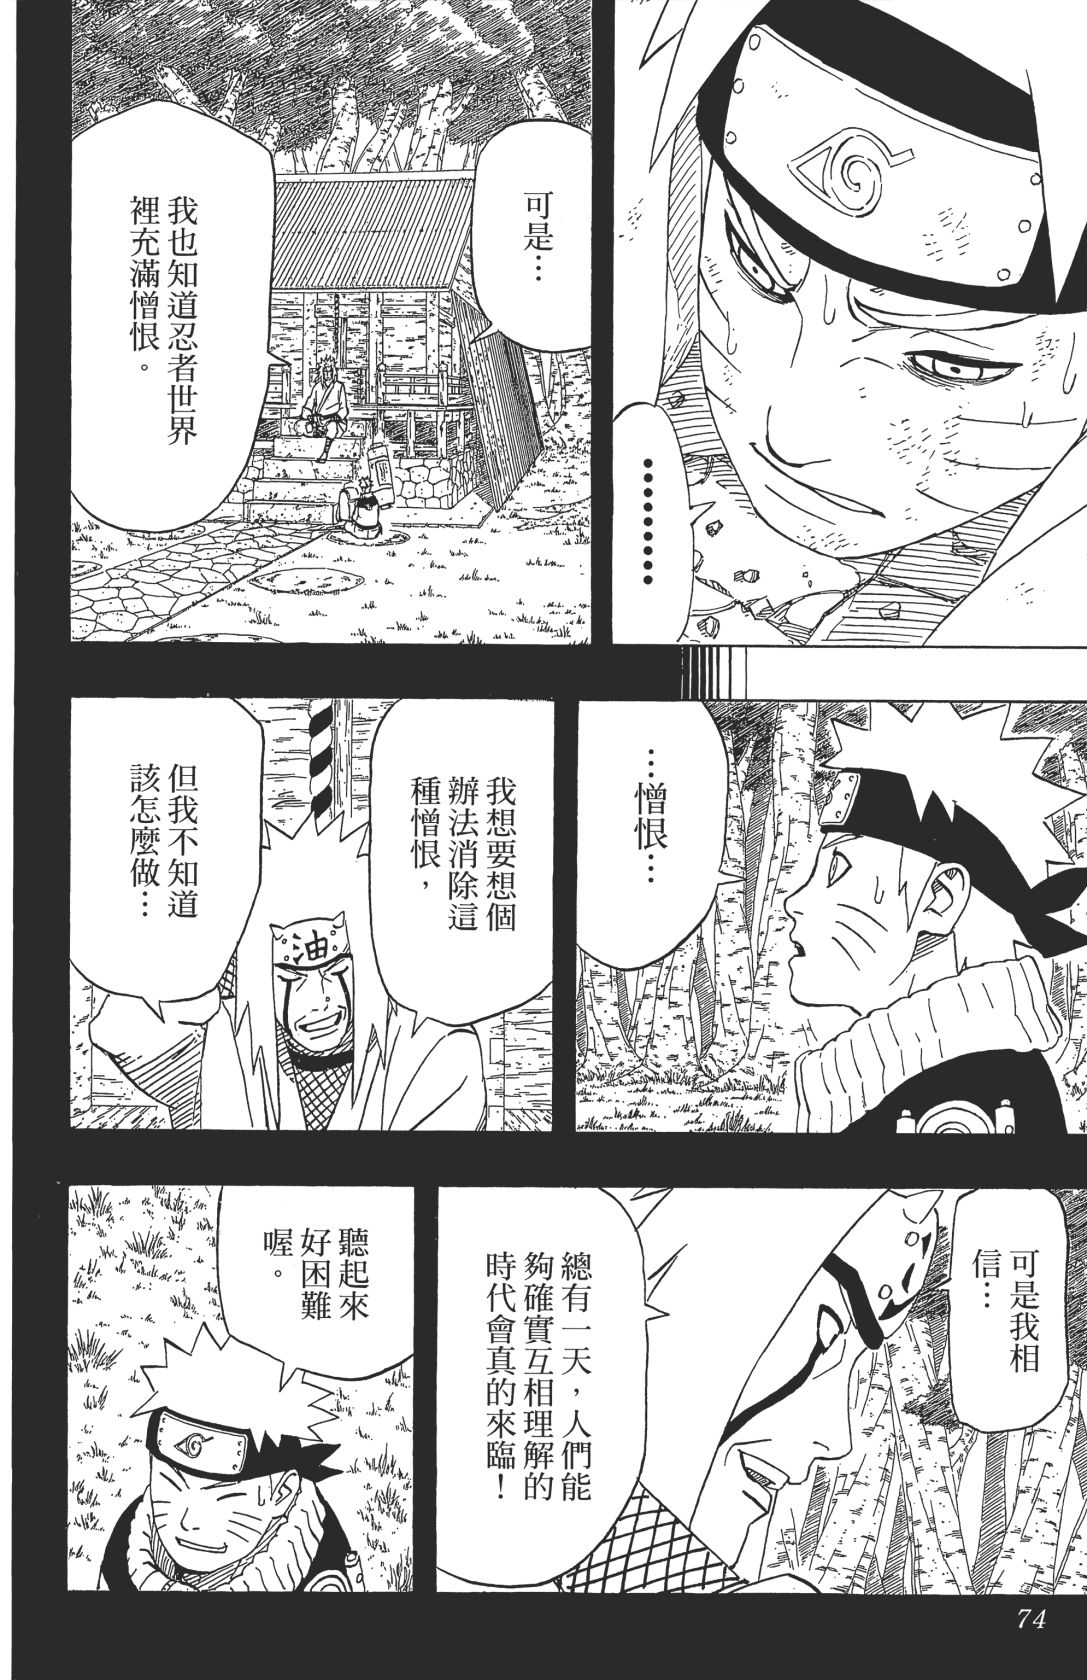 ………
可是…
我也知道忍者世界
裡充滿憎恨。
…憎恨…
我想要想個
辦法消除這
種憎恨，
但我不知道
該怎麼做…
油
可是我相
信…
總有一天，人們能
夠確實互相理解的
時代會真的來臨！
聽起來
好困難
喔。
74